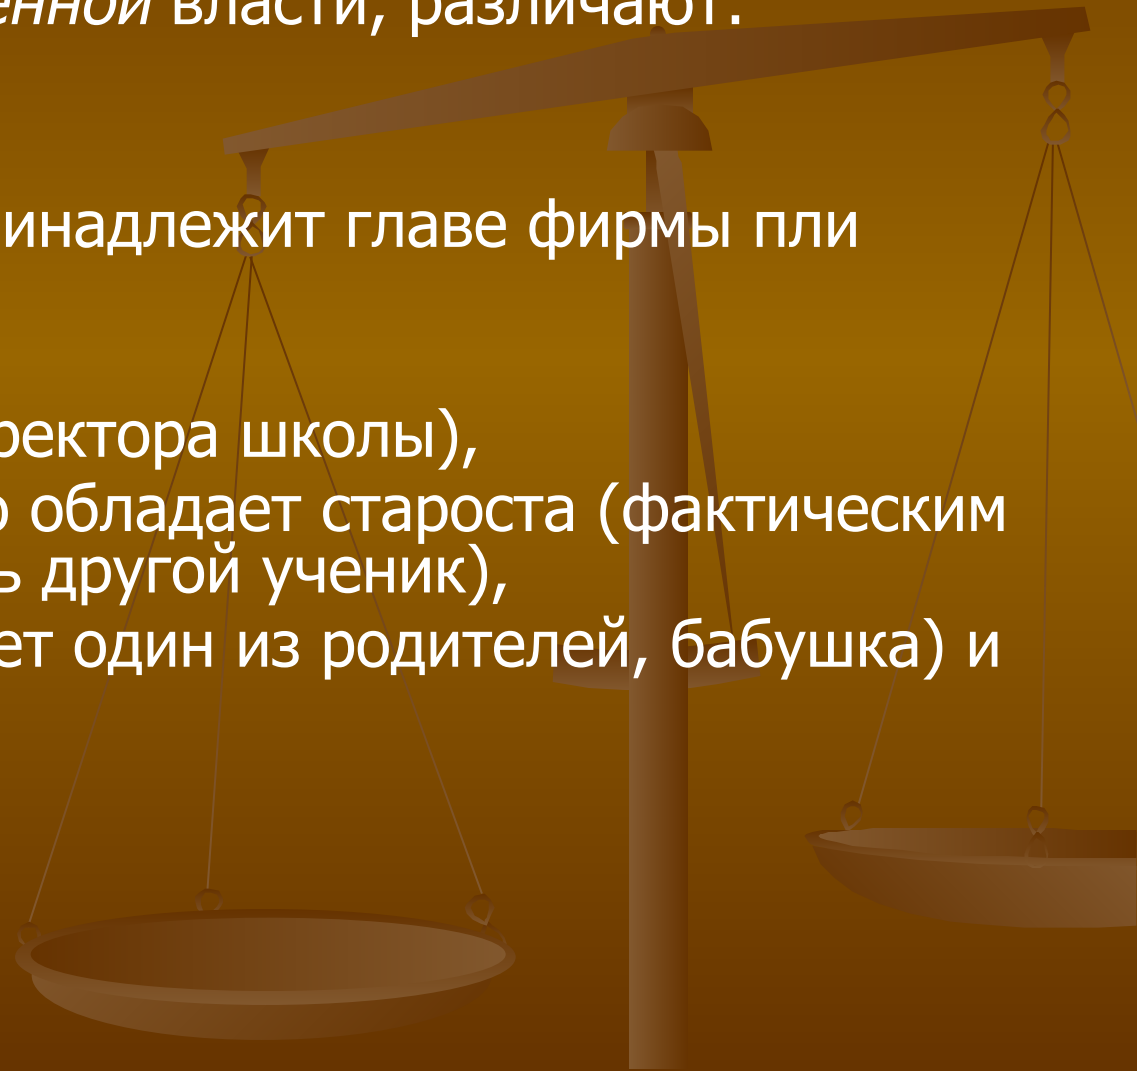 енной власти, различают:
инадлежит главе фирмы пли
ректора школы),
о обладает староста (фактическим
ь другой ученик),
ет один из родителей, бабушка) и